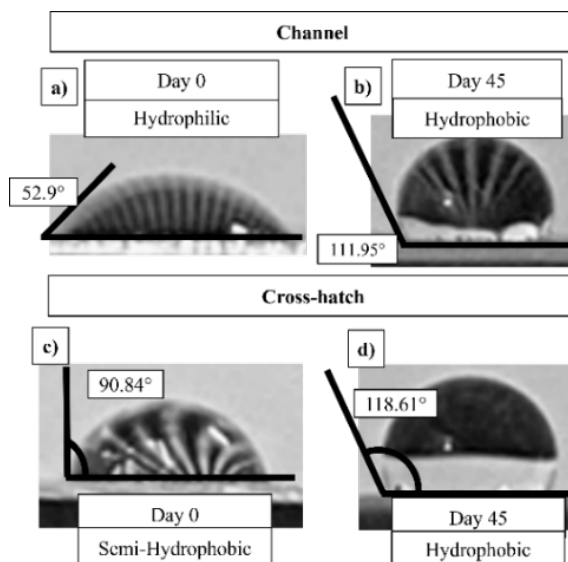 Channel
a)
Day 0
Hydrophilic
52.9°
b)
Day 45
Hydrophobic
111.95°
Cross-hatch
c)
90.84°
Day 0
Semi-Hydrophobic
d)
118.61°
Day 45
Hydrophobic